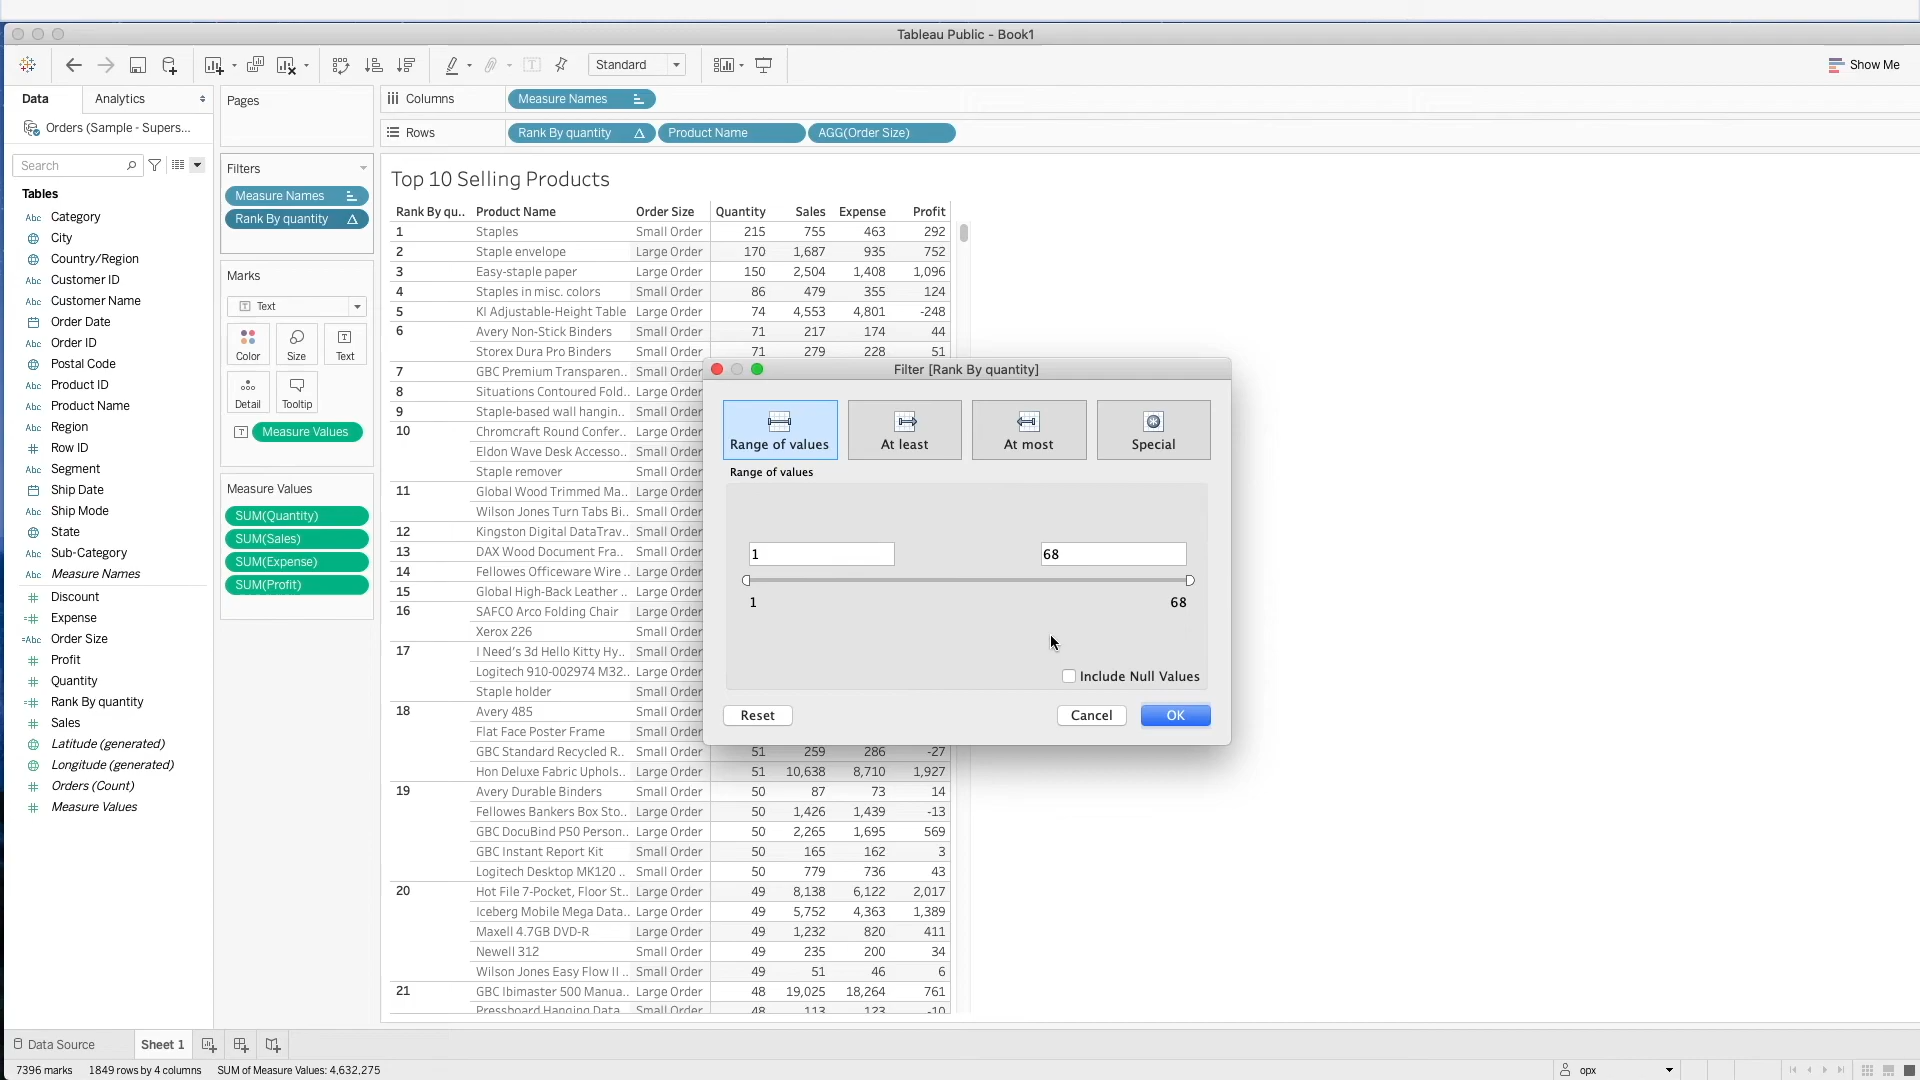 Tableau Public - Book1
Standard
Show Me
Data
Analytics
Pages
Columns
Measure Names
Orders (Sample - Supers...
Rows
Rank By quantity
Product Name
AGG(Order Size)
Search
Filters
Measure Names
Rank By quantity
Tables
Abc Category
City
Country/Region
Abc Customer ID
Abc Customer Name
Order Date
Abc Order ID
Postal Code
Abc Product ID
Abc Product Name
Abc Region
# Row ID
Abc Segment
Ship Date
Abc Ship Mode
State
Abc Sub-Category
Abc Measure Names
# Discount
=# Expense
=Abc Order Size
# Profit
# Quantity
=# Rank By quantity
# Sales
Latitude (generated)
Longitude (generated)
# Orders (Count)
# Measure Values
Marks
Text
Color
Size
Text
Detail
Tooltip
Measure Values
Measure Values
SUM(Quantity)
SUM(Sales)
SUM(Expense)
SUM(Profit)
Top 10 Selling Products
Rank By qu.. Product Name Order Size Quantity Sales Expense Profit
1 Staples Small Order 215 755 463 292
2 Staple envelope Large Order 170 1,687 935 752
3 Easy-staple paper Large Order 150 2,504 1,408 1,096
4 Staples in misc. colors Small Order 86 479 355 124
5 KI Adjustable-Height Table Large Order 74 4,553 4,801 -248
6 Avery Non-Stick Binders Small Order 71 217 174 44
Storex Dura Pro Binders Small Order 71 279 228 51
7 GBC Premium Transparen.. Small Order
8 Situations Contoured Fold.. Large Order
9 Staple-based wall hangin.. Small Order
10 Chromcraft Round Confer.. Large Order
Eldon Wave Desk Accesso.. Small Order
Staple remover Small Order
11 Global Wood Trimmed Ma.. Large Order
Wilson Jones Turn Tabs Bi.. Small Order
12 Kingston Digital DataTrav.. Small Order
13 DAX Wood Document Fra.. Small Order
14 Fellowes Officeware Wire .. Large Order
15 Global High-Back Leather .. Large Order
16 SAFCO Arco Folding Chair Large Order
Xerox 226 Small Order
17 I Need's 3d Hello Kitty Hy.. Small Order
Logitech 910-002974 M32.. Large Order
Staple holder Small Order
18 Avery 485 Small Order
Flat Face Poster Frame Small Order
GBC Standard Recycled R.. Small Order 51 259 286 -27
Hon Deluxe Fabric Uphols.. Large Order 51 10,638 8,710 1,927
19 Avery Durable Binders Small Order 50 87 73 14
Fellowes Bankers Box Sto.. Large Order 50 1,426 1,439 -13
GBC DocuBind P50 Person.. Large Order 50 2,265 1,695 569
GBC Instant Report Kit Small Order 50 165 162 3
Logitech Desktop MK120 .. Small Order 50 779 736 43
20 Hot File 7-Pocket, Floor St.. Large Order 49 8,138 6,122 2,017
Iceberg Mobile Mega Data.. Large Order 49 5,752 4,363 1,389
Maxell 4.7GB DVD-R Large Order 49 1,232 820 411
Newell 312 Small Order 49 235 200 34
Wilson Jones Easy Flow II .. Small Order 49 51 46 6
21 GBC Ibimaster 500 Manua.. Large Order 48 19,025 18,264 761
Pressboard Hanging Data.. Small Order 48 113 123 -10
Filter [Rank By quantity]
Range of values
At least
At most
Special
Range of values
1
68
1
68
Include Null Values
Reset
Cancel
OK
Data Source
Sheet 1
7396 marks
1849 rows by 4 columns
SUM of Measure Values: 4,632,275
opx